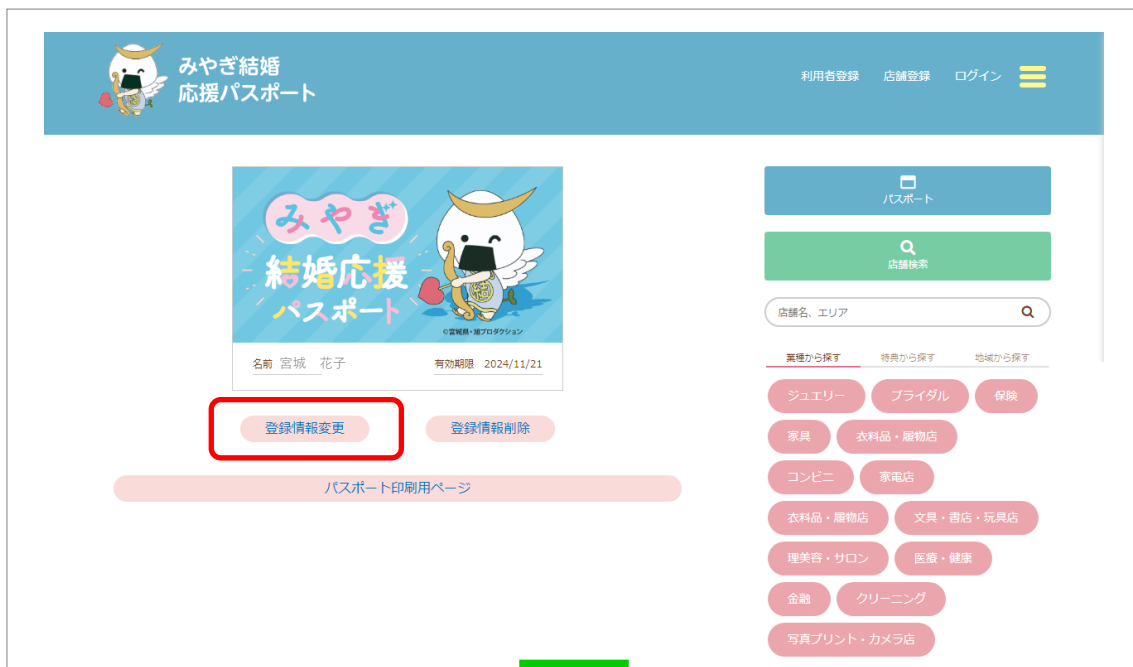 みやぎ結婚
応援パスポート
利用者登録 店舗登録 ログイン
みやぎ
結婚応援
パスポート
結
©宮城県・旭プロダクション
名前 宮城 花子 有効期限 2024/11/21
登録情報変更 登録情報削除
パスポート印刷用ページ
パスポート
店舗検索
店舗名、エリア
業種から探す 特典から探す 地域から探す
ジュエリー ブライダル 保険
家具 衣料品・履物店
コンビニ 家電店
衣料品・履物店 文具・書店・玩具店
理美容・サロン 医療・健康
金融 クリーニング
写真プリント・カメラ店